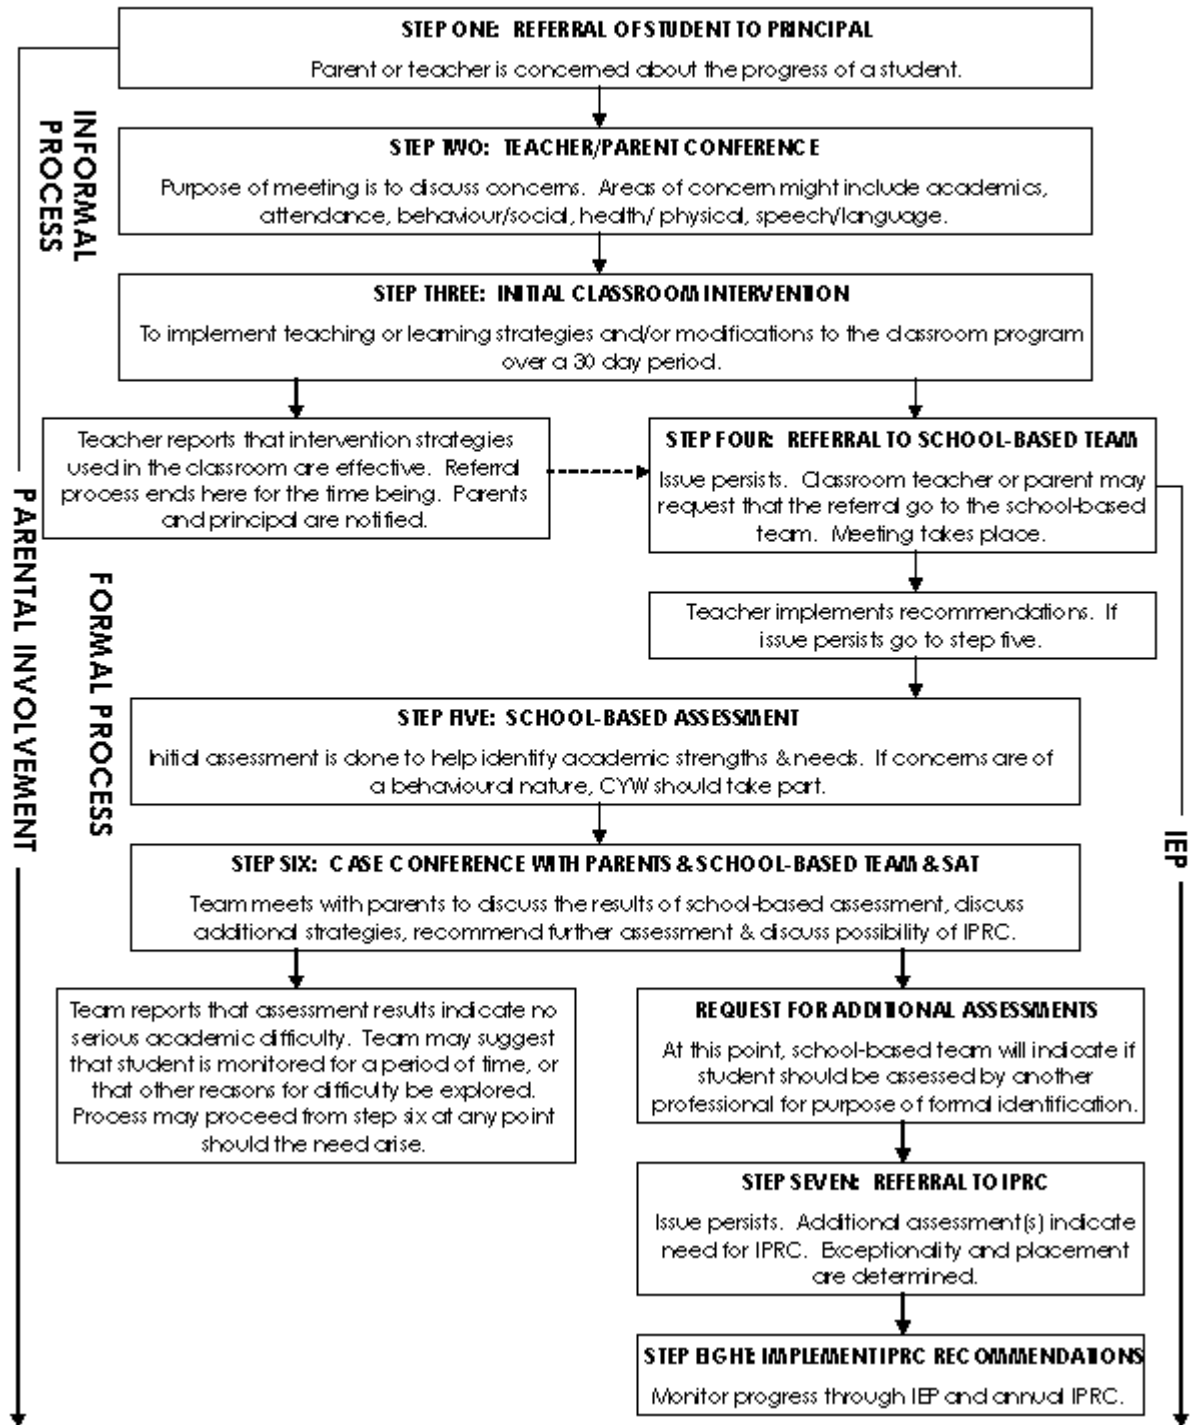 STEP ONE: REFERRAL OF STUDENT TO PRINCIPAL
Parent or teacher is concerned about the progress of a student.
INFORMAL
PROCESS
STEP TWO: TEACHER/PARENT CONFERENCE
Purpose of meeting is to discuss concerns. Areas of concern might include academics,
attendance, behaviour/social, health/ physical, speech/language.
STEP THREE: INITIAL CLASSROOM INTERVENTION
To implement teaching or learning strategies and/or modifications to the classroom program
over a 30 day period.
Teacher reports that intervention strategies
used in the classroom are effective. Referral
process ends here for the time being. Parents
and principal are notified.
STEP FOUR: REFERRAL TO SCHOOL-BASED TEAM
Issue persists. Classroom teacher or parent may
request that the referral go to the school-based
team. Meeting takes place.
PARENTAL INVOLVEMENT
FORMAL PROCESS
Teacher implements recommendations. If
issue persists go to step five.
STEP FIVE: SCHOOL-BASED ASSESSMENT
Initial assessment is done to help identify academic strengths & needs. If concerns are of
a behavioural nature, CYW should take part.
IEP
STEP SIX: CASE CONFERENCE WITH PARENTS & SCHOOL-BASED TEAM & SAT
Team meets with parents to discuss the results of school-based assessment, discuss
additional strategies, recommend further assessment & discuss possibility of IPRC.
Team reports that assessment results indicate no
serious academic difficulty. Team may suggest
that student is monitored for a period of time, or
that other reasons for difficulty be explored.
Process may proceed from step six at any point
should the need arise.
REQUEST FOR ADDITIONAL ASSESSMENTS
At this point, school-based team will indicate if
student should be assessed by another
professional for purpose of formal identification.
STEP SEVEN: REFERRAL TO IPRC
Issue persists. Additional assessment(s) indicate
need for IPRC. Exceptionality and placement
are determined.
STEP EIGHT: IMPLEMENT IPRC RECOMMENDATIONS
Monitor progress through IEP and annual IPRC.